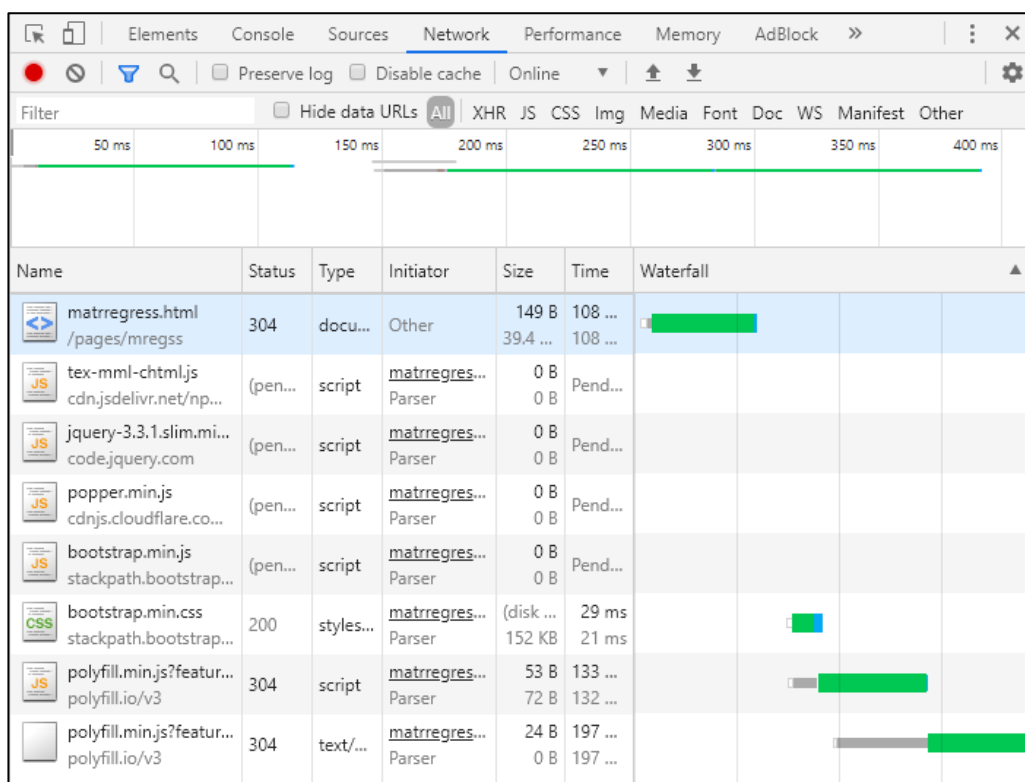 Elements Console Sources Network Performance Memory AdBlock »
Preserve log Disable cache Online
Filter Hide data URLs All XHR JS CSS Img Media Font Doc WS Manifest Other
50 ms 100 ms 150 ms 200 ms 250 ms 300 ms 350 ms 400 ms
Name Status Type Initiator Size Time Waterfall
matrregress.html 304 docu... Other 149 B 108 ...
/pages/mregss 39.4 ... 108 ...
JS tex-mml-chtml.js (pen... script matrregres... 0 B Pend...
cdn.jsdelivr.net/np... Parser 0 B
JS jquery-3.3.1.slim.mi... (pen... script matrregres... 0 B Pend...
code.jquery.com Parser 0 B
JS popper.min.js (pen... script matrregres... 0 B Pend...
cdnjs.cloudflare.co... Parser 0 B
JS bootstrap.min.js (pen... script matrregres... 0 B Pend...
stackpath.bootstrap... Parser 0 B
CSS bootstrap.min.css 200 styles... matrregres... (disk ... 29 ms
stackpath.bootstrap... Parser 152 KB 21 ms
JS polyfill.min.js?featur... 304 script matrregres... 53 B 133 ...
polyfill.io/v3 Parser 72 B 132 ...
polyfill.min.js?featur... 304 text/... matrregres... 24 B 197 ...
polyfill.io/v3 Parser 0 B 197 ...